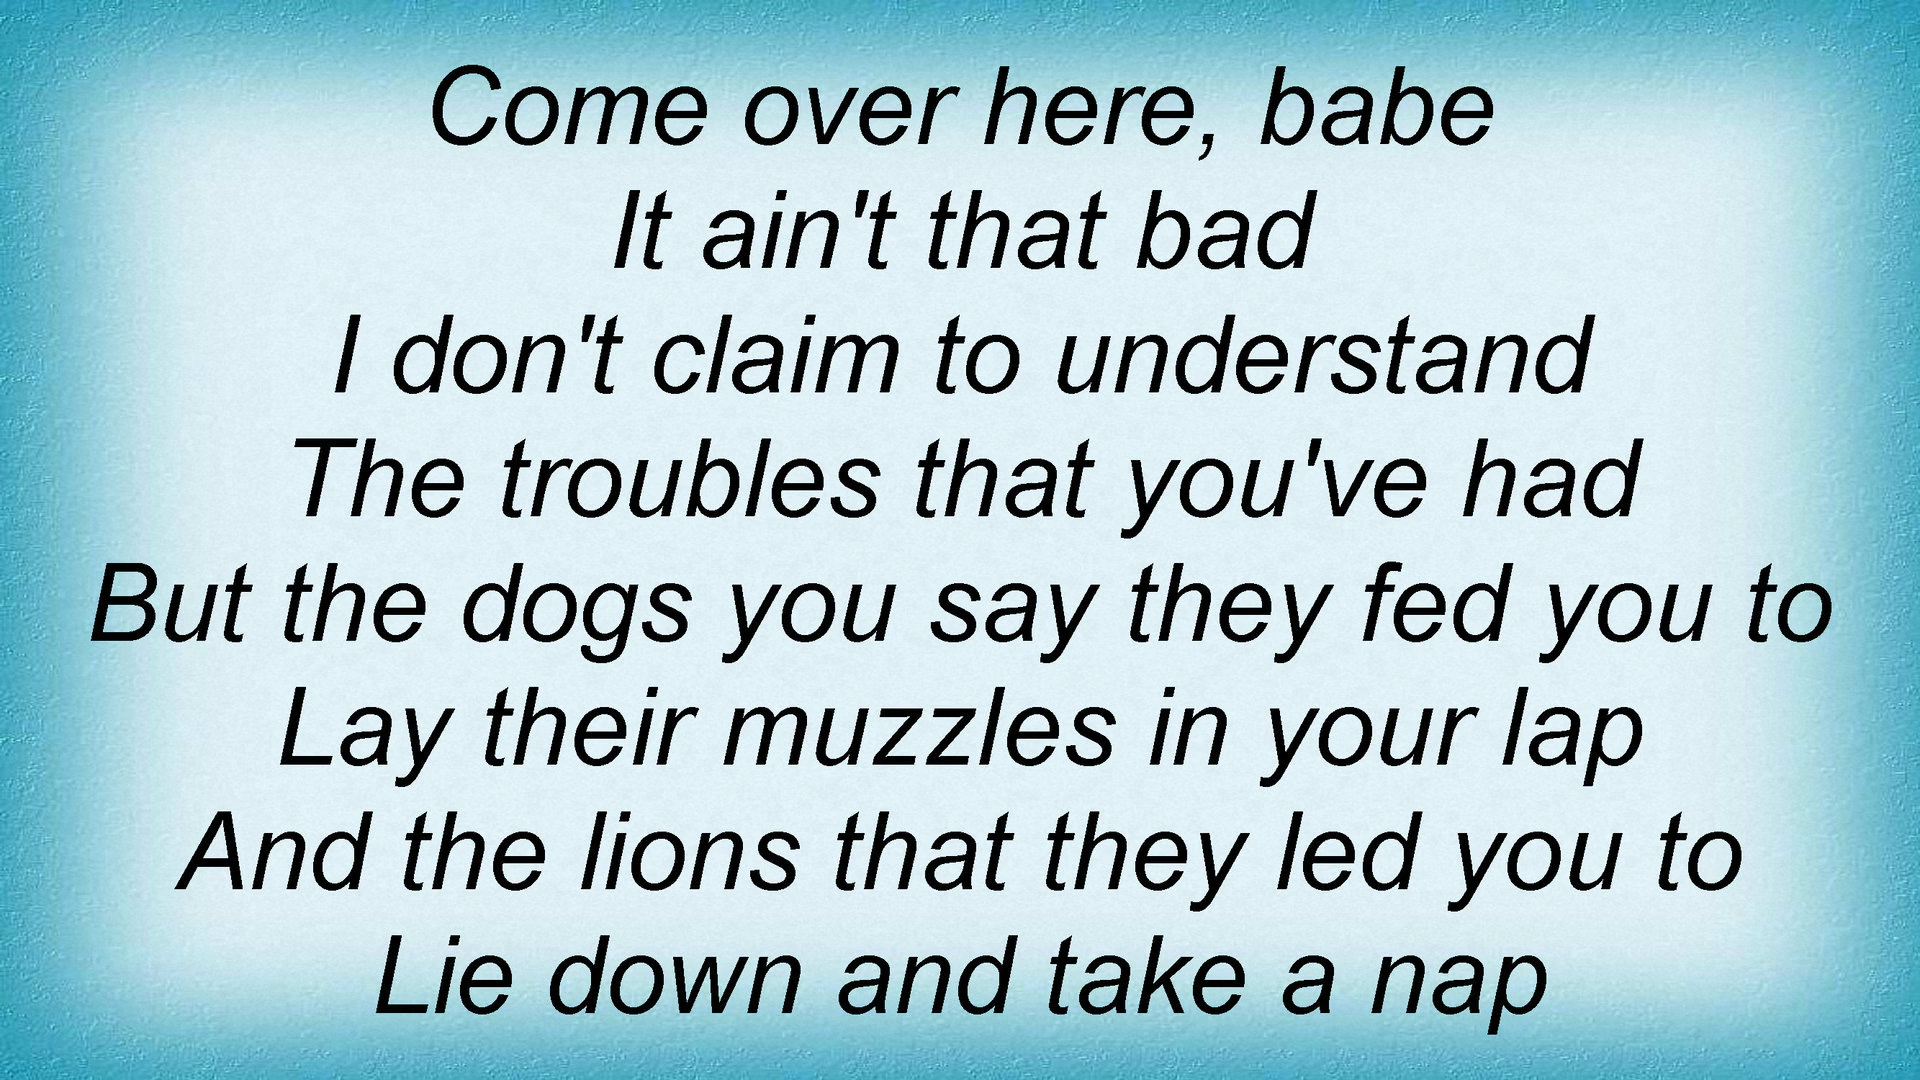 Come over here, babe
It ain't that bad
I don't claim to understand
The troubles that you've had
But the dogs you say they fed you to
Lay their muzzles in your lap
And the lions that they led you to
Lie down and take a nap